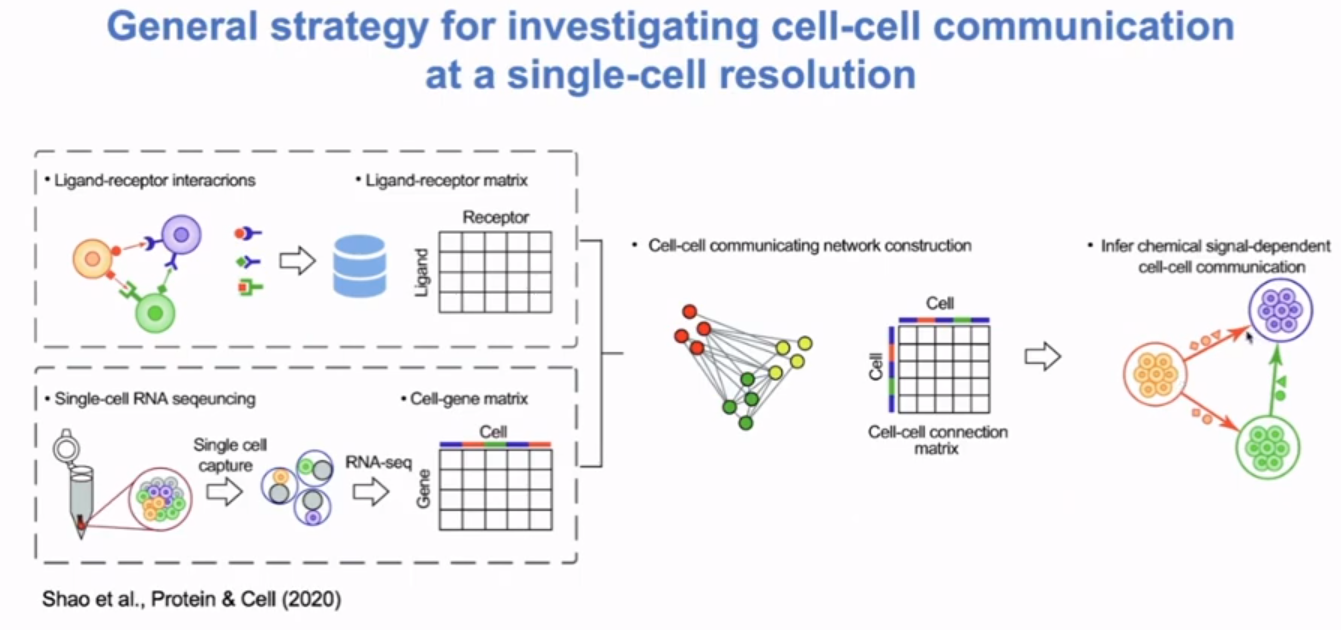 General strategy for investigating cell-cell communication
at a single-cell resolution
• Ligand-receptor interacrions
• Ligand-receptor matrix
Receptor
Ligand
• Single-cell RNA seqeuncing
• Cell-gene matrix
Single cell
capture
RNA-seq
Cell
Gene
• Cell-cell communicating network construction
Cell
Cell
Cell-cell connection
matrix
• Infer chemical signal-dependent
cell-cell communication
Shao et al., Protein & Cell (2020)